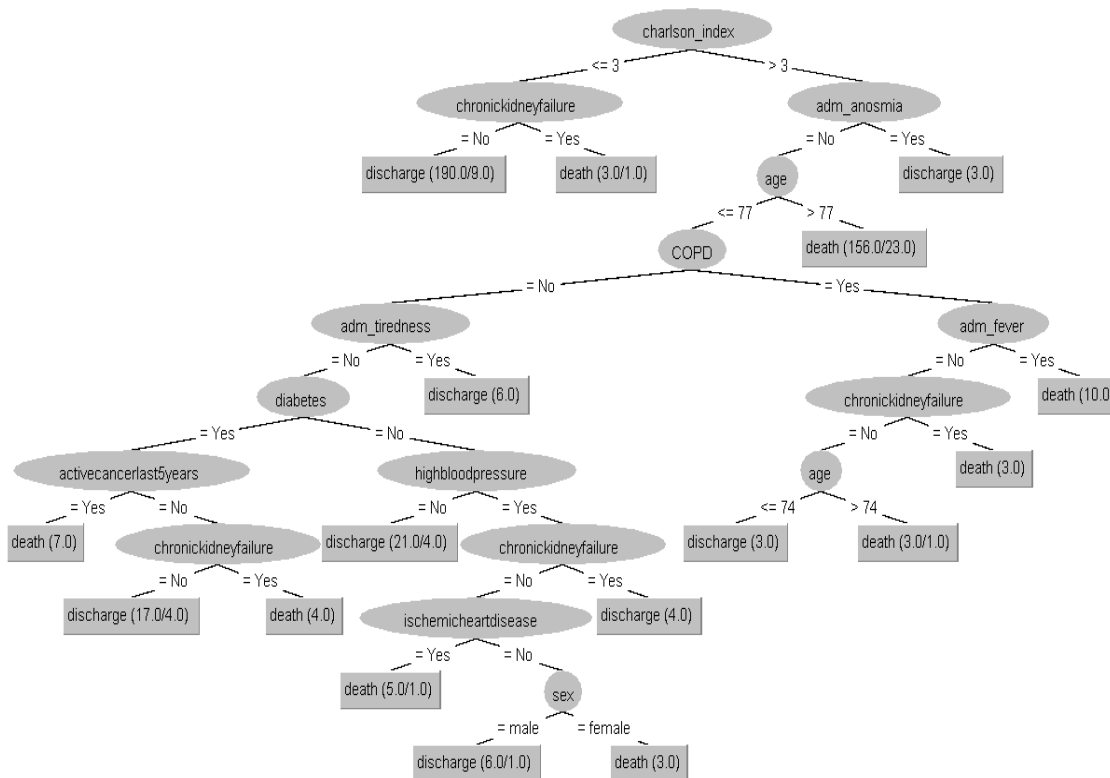 charlson_index
<= 3 > 3
chronickidneyfailure adm_anosmia
= No =Yes = No = Yes
discharge (190.0/9.0) death (3.0/1.0) age discharge (3.0)
<= 77 > 77
COPD death (156.0/23.0)
= No = Yes
adm_tiredness adm_fever
= No = Yes = No = Yes
diabetes discharge (6.0) chronickidneyfailure death (10.0
= Yes = No = No = Yes
activecancerlast5years highbloodpressure age death (3.0)
= Yes = No = No = Yes <= 74 > 74
death (7.0) chronickidneyfailure discharge (21.0/4.0) chronickidneyfailure discharge (3.0) death (3.0/1.0)
= No = Yes = No = Yes
discharge (17.0/4.0) death (4.0) ischemicheartdisease discharge (4.0)
= Yes = No
death (5.0/1.0) sex
= male = female
discharge (6.0/1.0) death (3.0)